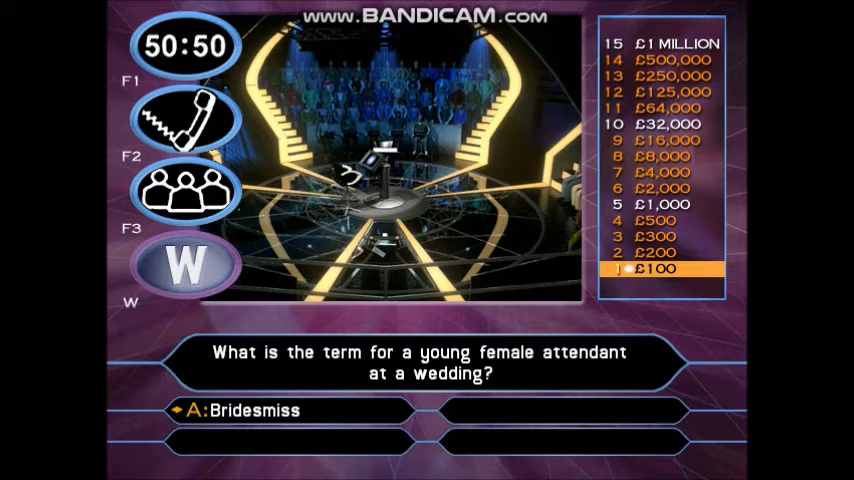 www.BANDICAM.com
50:50
F1
F2
F3
W
W
15 £1 MILLION
14 £500,000
13 £250,000
12 £125,000
11 £64,000
10 £32,000
9 £16,000
8 £8,000
7 £4,000
6 £2,000
5 £1,000
4 £500
3 £300
2 £200
1 £100
What is the term for a young female attendant
at a wedding?
A: Bridesmiss